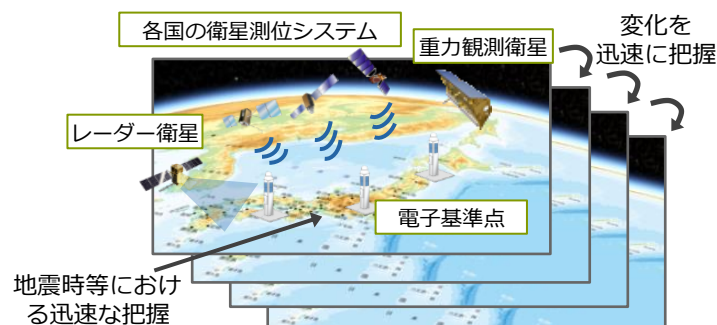 各国の衛星測位システム
重力観測衛星
変化を
迅速に把握
レーダー衛星
電子基準点
地震時等におけ
る迅速な把握